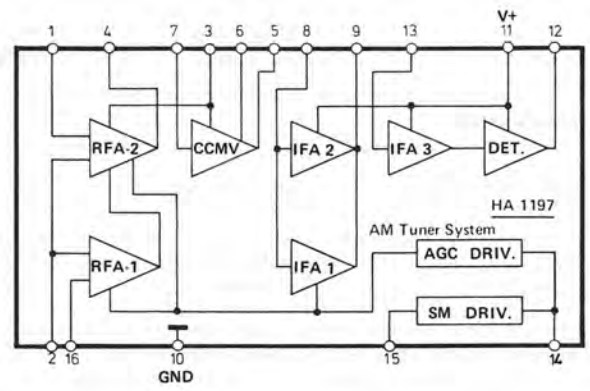 V+
1 4 7 3 6 5 8 9 13 11 12
RFA-2 CCMV IFA 2 IFA 3 DET.
HA 1197
AM Tuner System
RFA-1 IFA 1 AGC DRIV.
SM DRIV.
2 16 10 15 14
GND